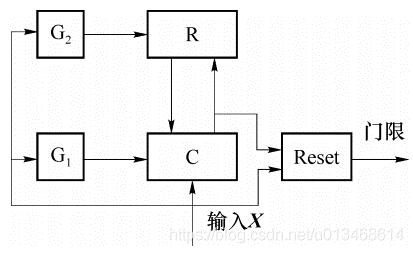 G₂
R
G₁
C
Reset
门限
输入X
https://blog.csdn.net/u013468614